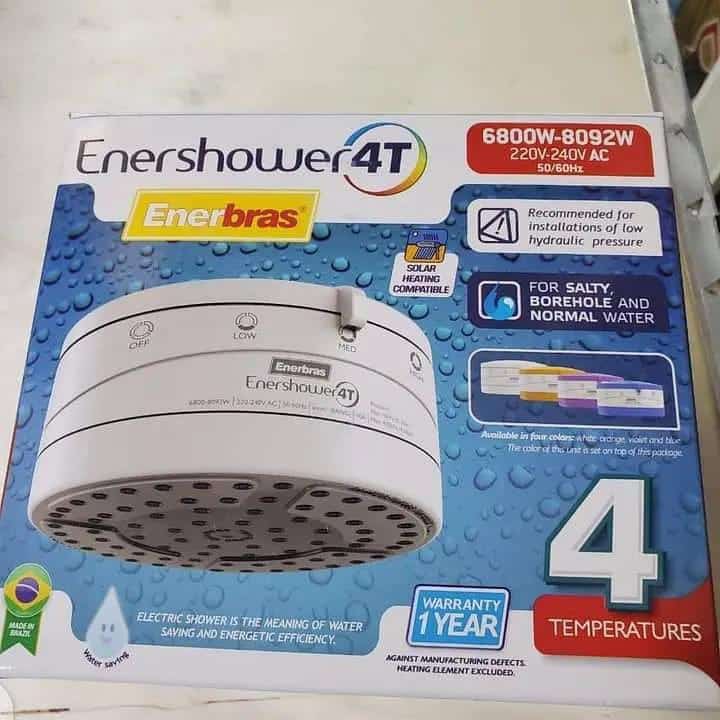 Enershower 4T
Enerbras®
6800W-8092W
220V-240V AC
50/60Hz
Recommended for
installations of low
hydraulic pressure
SOLAR
HEATING
COMPATIBLE
FOR SALTY,
BOREHOLE AND
NORMAL WATER
OFF
LOW
MED
Enerbras
Enershower 4T
6800-8092W 220-240V AC 50-60Hz
Available in four colors: white, orange, violet and blue
The color of this unit is set on top of this package.
4
TEMPERATURES
MADE IN
BRAZIL
Water saving
ELECTRIC SHOWER IS THE MEANING OF WATER
SAVING AND ENERGETIC EFFICIENCY.
WARRANTY
1 YEAR
AGAINST MANUFACTURING DEFECTS.
HEATING ELEMENT EXCLUDED.